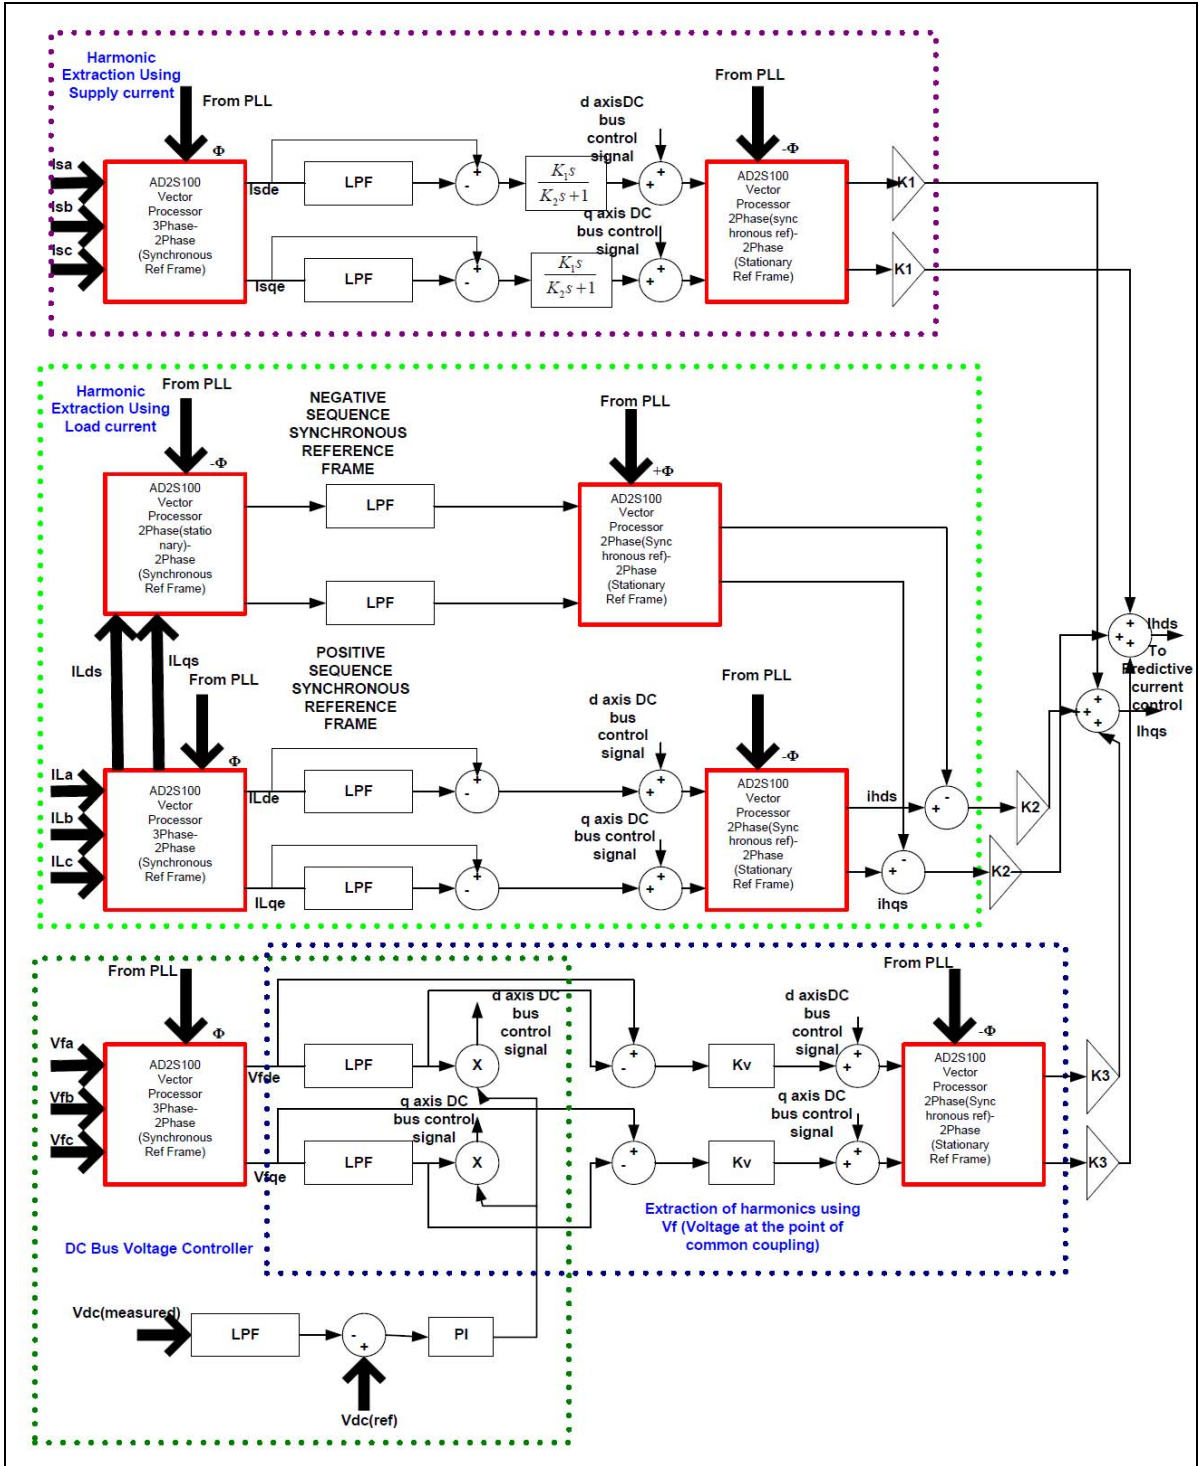 Harmonic
Extraction Using
Supply current
From PLL
Φ
Isa
Isb
Isc
AD2S100
Vector
Processor
3Phase-
2Phase
(Synchronous
Ref Frame)
Isde
Isqe
LPF
LPF
+
-
+
-
K₁s
K₂s+1
K₁s
K₂s+1
d axisDC
bus
control
signal
q axis DC
bus control
signal
+
+
+
+
From PLL
-Φ
AD2S100
Vector
Processor
2Phase(sync
hronous ref)-
2Phase
(Stationary
Ref Frame)
K1
K1
Harmonic
Extraction Using
Load current
From PLL
-Φ
AD2S100
Vector
Processor
2Phase(statio
nary)-
2Phase
(Synchronous
Ref Frame)
NEGATIVE
SEQUENCE
SYNCHRONOUS
REFERENCE
FRAME
LPF
LPF
From PLL
+Φ
AD2S100
Vector
Processor
2Phase(Sync
hronous ref)-
2Phase
(Stationary
Ref Frame)
ILds
ILqs
From PLL
Φ
POSITIVE
SEQUENCE
SYNCHRONOUS
REFERENCE
FRAME
ILa
ILb
ILc
AD2S100
Vector
Processor
3Phase-
2Phase
(Synchronous
Ref Frame)
ILde
ILqe
LPF
LPF
+
-
+
-
d axis DC
bus
control
signal
q axis DC
bus control
signal
+
+
+
+
From PLL
-Φ
AD2S100
Vector
Processor
2Phase(Sync
hronous ref)-
2Phase
(Stationary
Ref Frame)
ihds
ihqs
-
+
-
+
K2
K2
+
+ +
+
Ihds
To
Predictive
current
control
+
+ +
+
Ihqs
From PLL
Φ
Vfa
Vfb
Vfc
AD2S100
Vector
Processor
3Phase-
2Phase
(Synchronous
Ref Frame)
Vfde
Vfqe
LPF
LPF
d axis DC
bus
control
signal
X
q axis DC
bus control
signal
X
+
-
+
-
Kv
Kv
d axisDC
bus
control
signal
q axis DC
bus control
signal
+
+
+
+
From PLL
-Φ
AD2S100
Vector
Processor
2Phase(Sync
hronous ref)-
2Phase
(Stationary
Ref Frame)
K3
K3
Extraction of harmonics using
Vf (Voltage at the point of
common coupling)
DC Bus Voltage Controller
Vdc(measured)
LPF
-
+
PI
Vdc(ref)